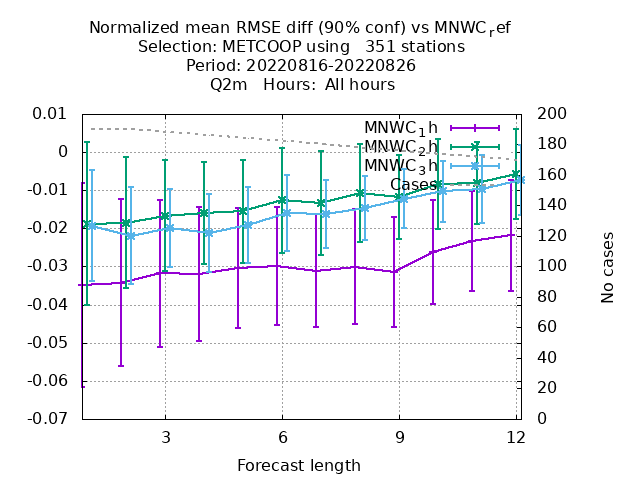 Normalized mean RMSE diff (90% conf) vs MNWC_ref
Selection: METCOOP using   351 stations
Period: 20220816-20220826
Q2m   Hours:  All hours
0.01
0
-0.01
-0.02
-0.03
-0.04
-0.05
-0.06
-0.07
MNWC_1h
MNWC_2h
MNWC_3h
Cases
200
180
160
140
120
100
80
60
40
20
0
No cases
3
6
9
12
Forecast length